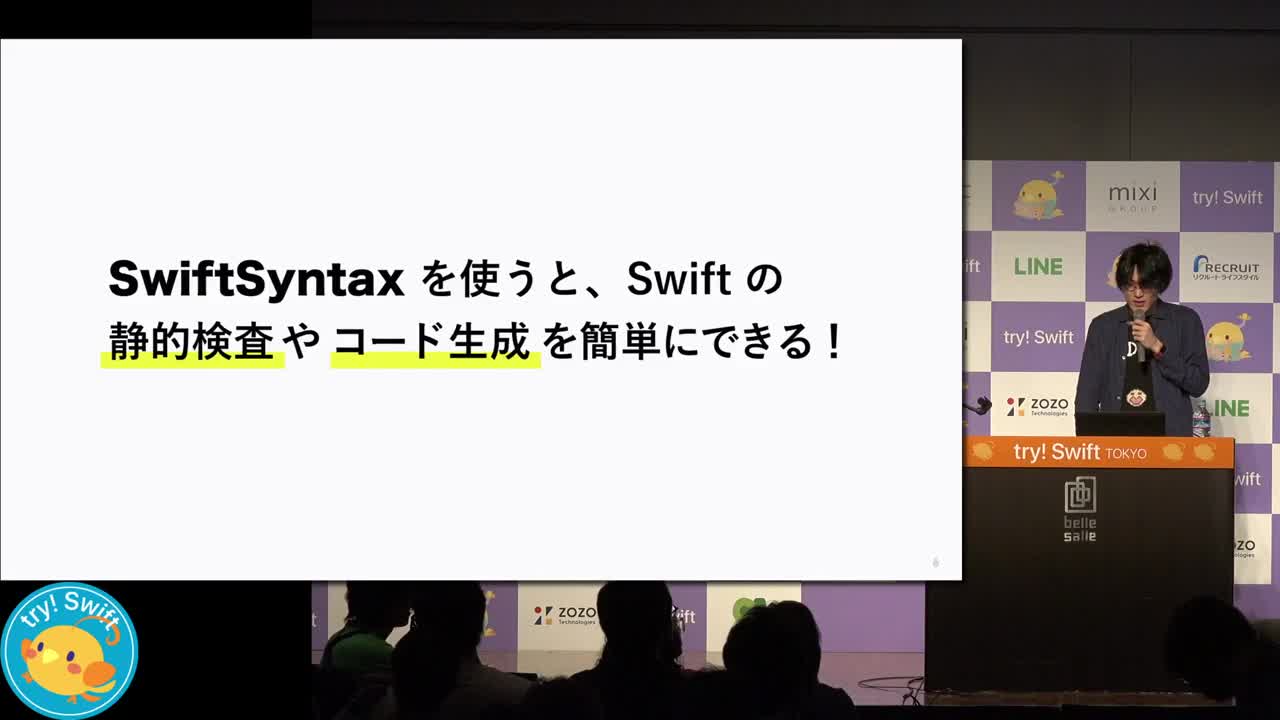 SwiftSyntax を使うと、Swift の
静的検査 や コード生成 を簡単にできる！
mixi
GROUP
try! Swift
ift
LINE
RECRUIT
リクルートライフスタイル
try! Swift
ZOZO
Technologies
LINE
try! Swift TOKYO
belle
salle
wift
ZOZO
Technologies
try! Swift